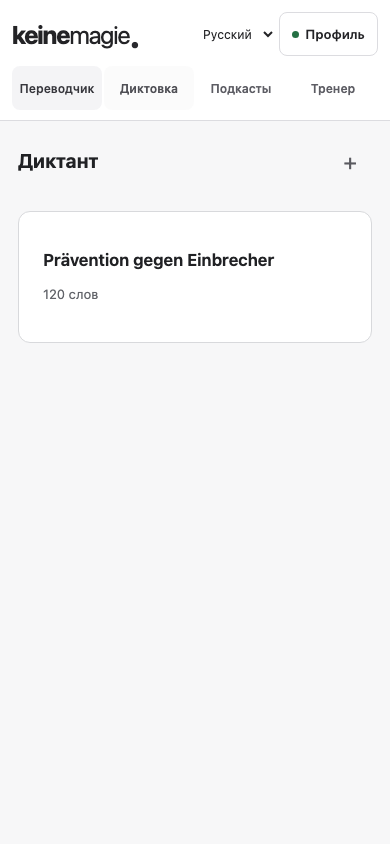 keinemagie.
Русский
Профиль
Переводчик
Диктовка
Подкасты
Тренер
Диктант
+
Prävention gegen Einbrecher
120 слов